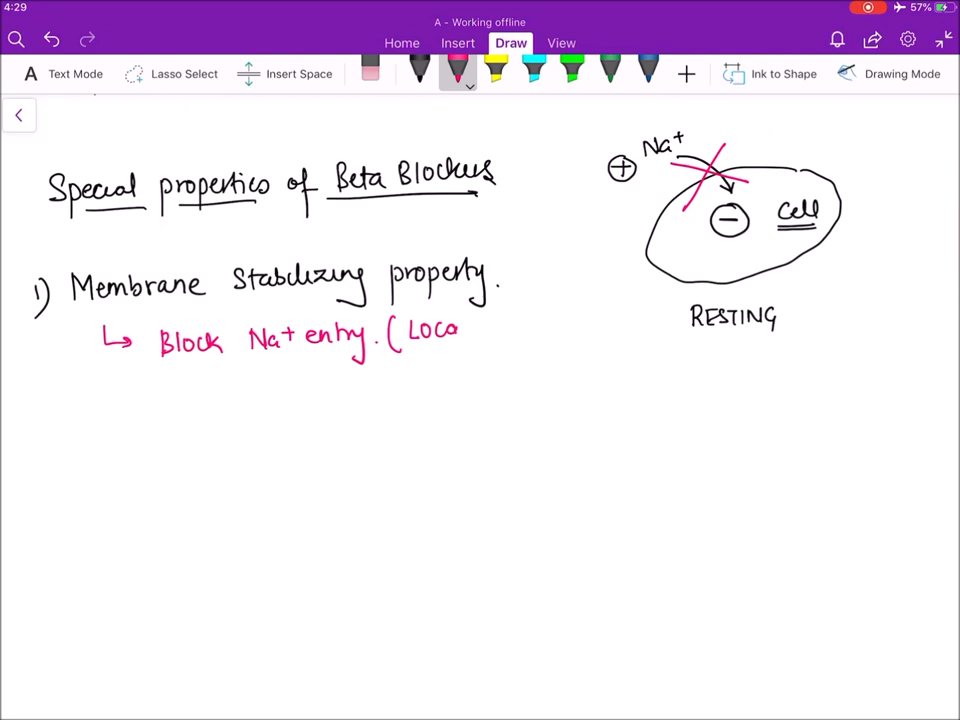 4:29
57%
A - Working offline
Home Insert Draw View
A Text Mode Lasso Select Insert Space Ink to Shape Drawing Mode
Special properties of Beta Blockers
+ Na+
− Cell
RESTING
1) Membrane Stabilizing property.
↳ Block Na+ entry. (Loca